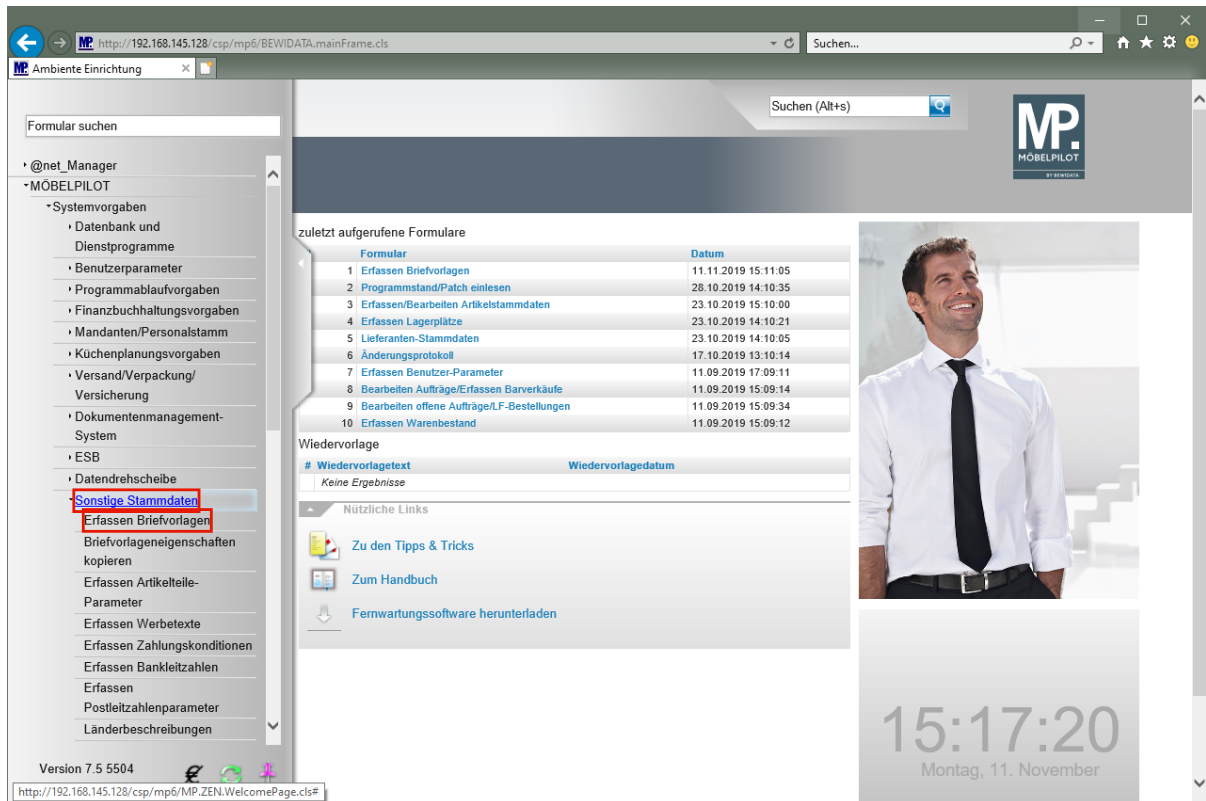 http://192.168.145.128/csp/mp6/BEWIDATA.mainFrame.cls
Suchen...
MP. Ambiente Einrichtung
Formular suchen
Suchen (Alt+s)
MP.
MÖBELPILOT
BY BEWIDATA
@net_Manager
MÖBELPILOT
Systemvorgaben
Datenbank und
Dienstprogramme
Benutzerparameter
Programmablaufvorgaben
Finanzbuchhaltungsvorgaben
Mandanten/Personalstamm
Küchenplanungsvorgaben
Versand/Verpackung/
Versicherung
Dokumentenmanagement-
System
ESB
Datendrehscheibe
Sonstige Stammdaten
Erfassen Briefvorlagen
Briefvorlageneigenschaften
kopieren
Erfassen Artikelteile-
Parameter
Erfassen Werbetexte
Erfassen Zahlungskonditionen
Erfassen Bankleitzahlen
Erfassen
Postleitzahlenparameter
Länderbeschreibungen
Version 7.5 5504
http://192.168.145.128/csp/mp6/MP.ZEN.WelcomePage.cls#
zuletzt aufgerufene Formulare
Formular Datum
1 Erfassen Briefvorlagen 11.11.2019 15:11:05
2 Programmstand/Patch einlesen 28.10.2019 14:10:35
3 Erfassen/Bearbeiten Artikelstammdaten 23.10.2019 15:10:00
4 Erfassen Lagerplätze 23.10.2019 14:10:21
5 Lieferanten-Stammdaten 23.10.2019 14:10:05
6 Änderungsprotokoll 17.10.2019 13:10:14
7 Erfassen Benutzer-Parameter 11.09.2019 17:09:11
8 Bearbeiten Aufträge/Erfassen Barverkäufe 11.09.2019 15:09:14
9 Bearbeiten offene Aufträge/LF-Bestellungen 11.09.2019 15:09:34
10 Erfassen Warenbestand 11.09.2019 15:09:12
Wiedervorlage
# Wiedervorlagetext Wiedervorlagedatum
Keine Ergebnisse
Nützliche Links
Zu den Tipps & Tricks
Zum Handbuch
Fernwartungssoftware herunterladen
15:17:20
Montag, 11. November